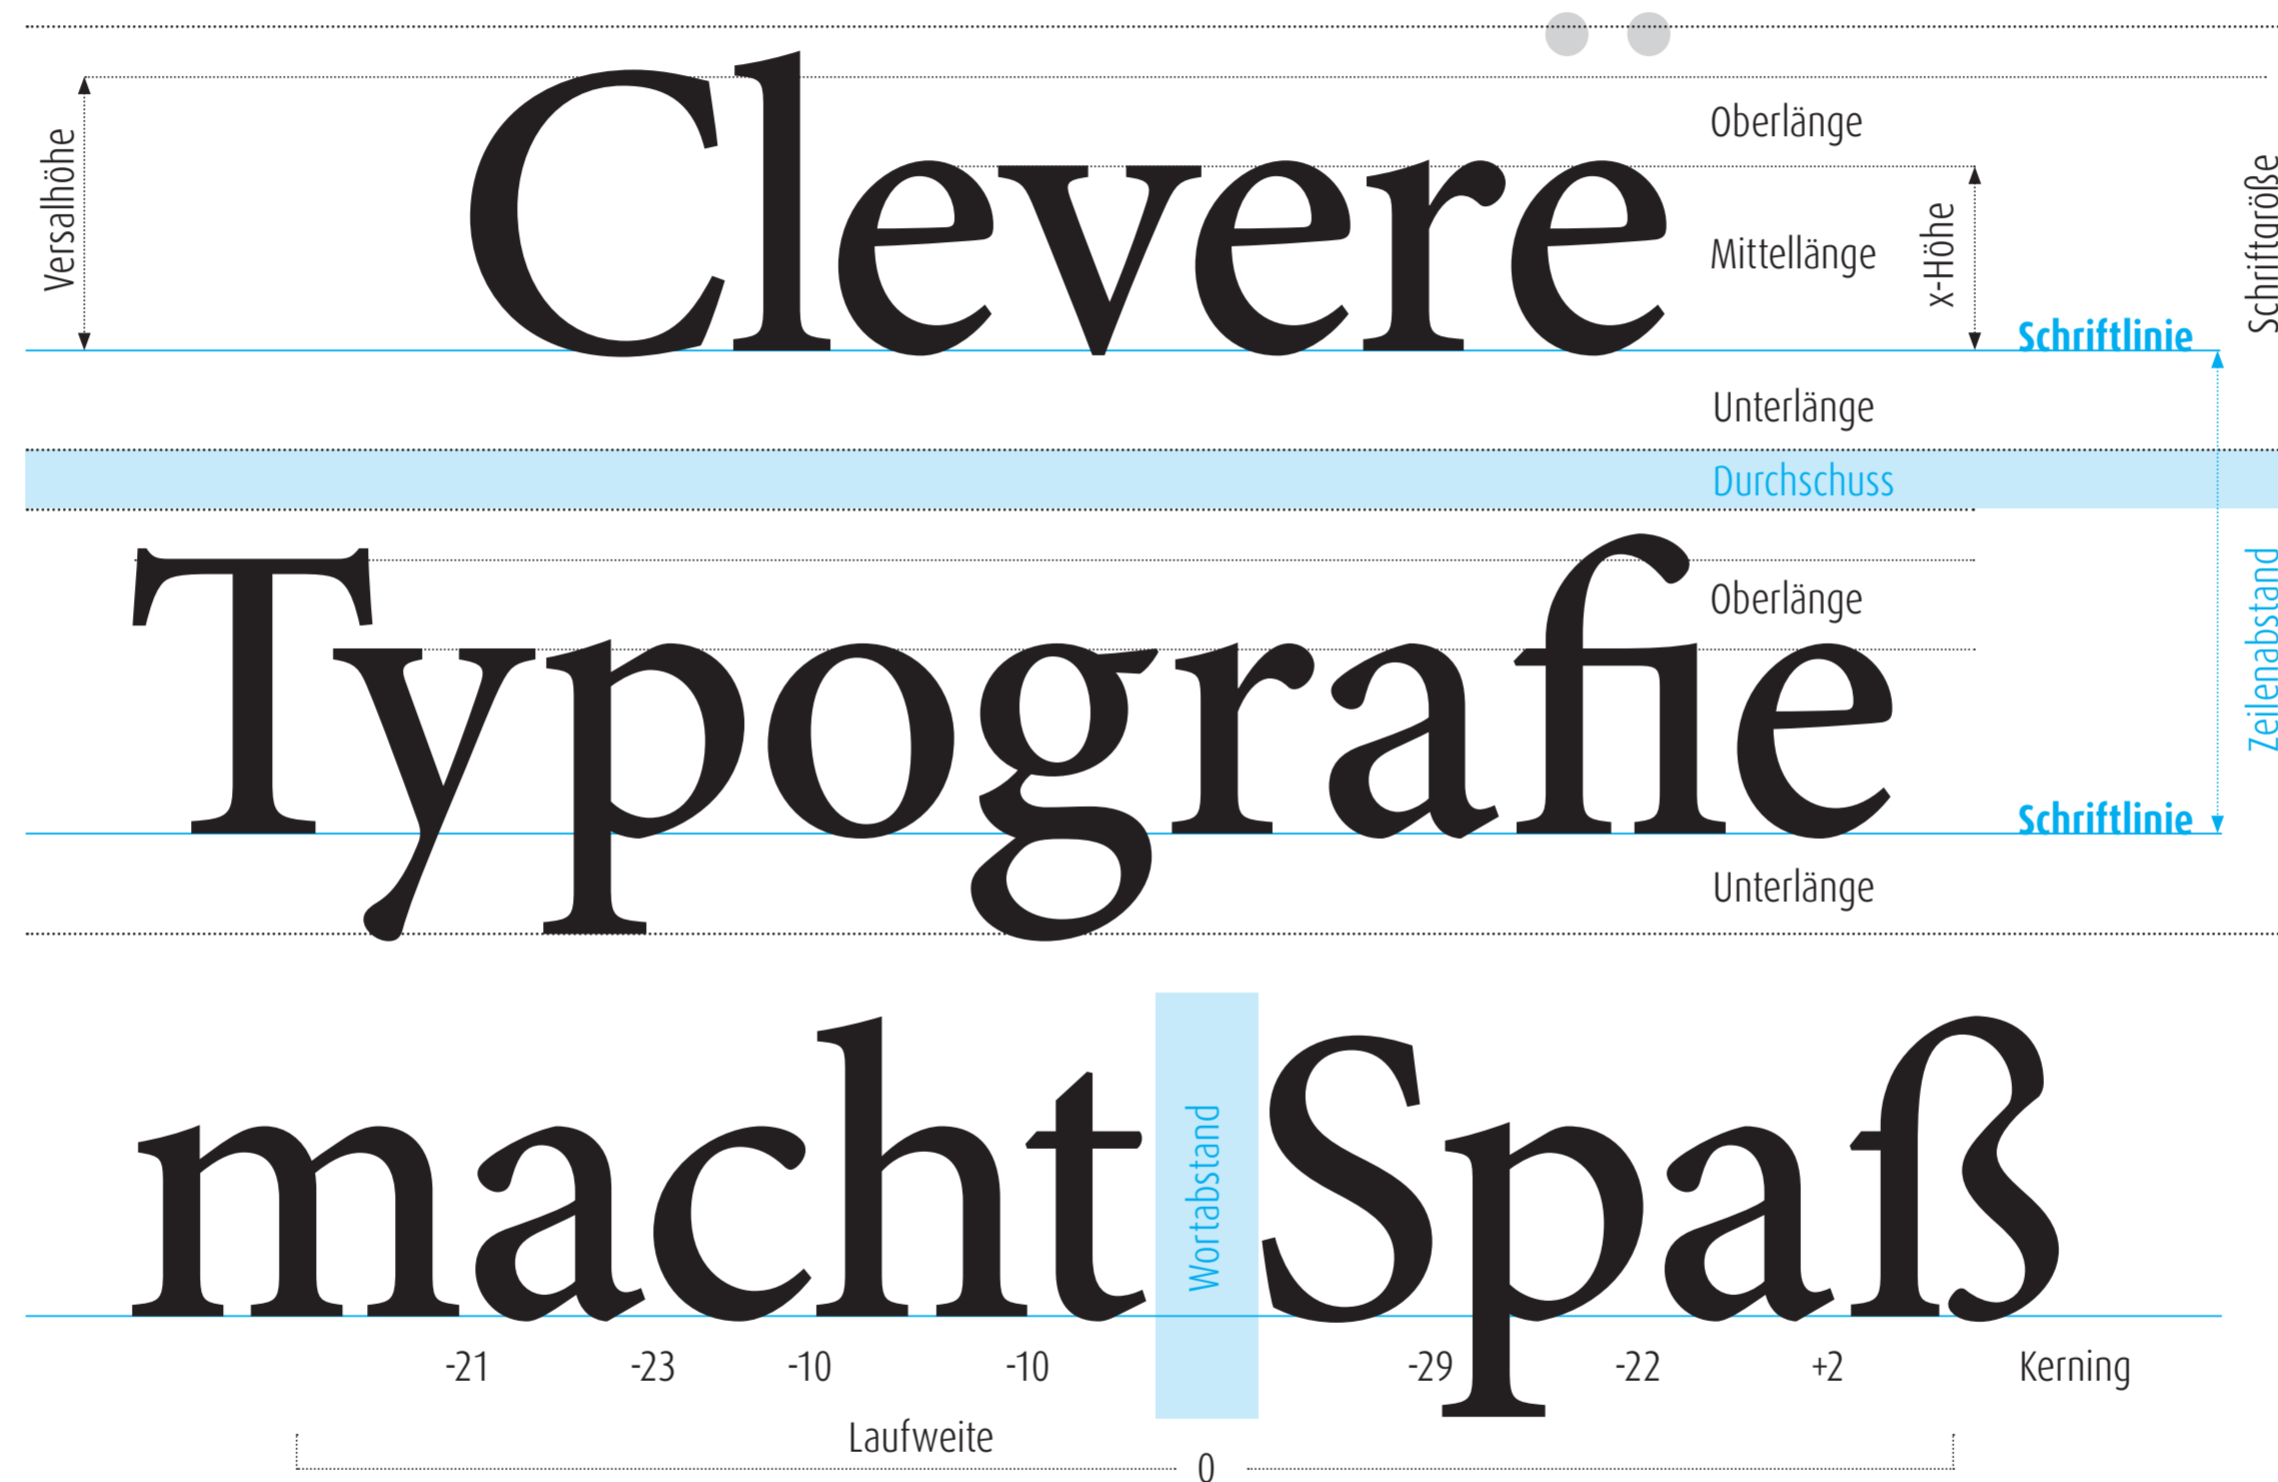 Clevere
Versalhöhe
Oberlänge
Mittellänge
x-Höhe
Schriftgröße
Schriftlinie
Unterlänge
Durchschuss
Typografie
Oberlänge
Zeilenabstand
Schriftlinie
Unterlänge
macht Spaß
Wortabstand
-21 -23 -10 -10 -29 -22 +2 Kerning
Laufweite
0